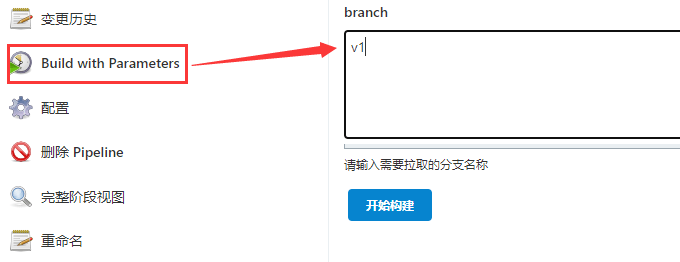 变更历史
Build with Parameters
配置
删除 Pipeline
完整阶段视图
重命名
branch
v1
请输入需要拉取的分支名称
开始构建